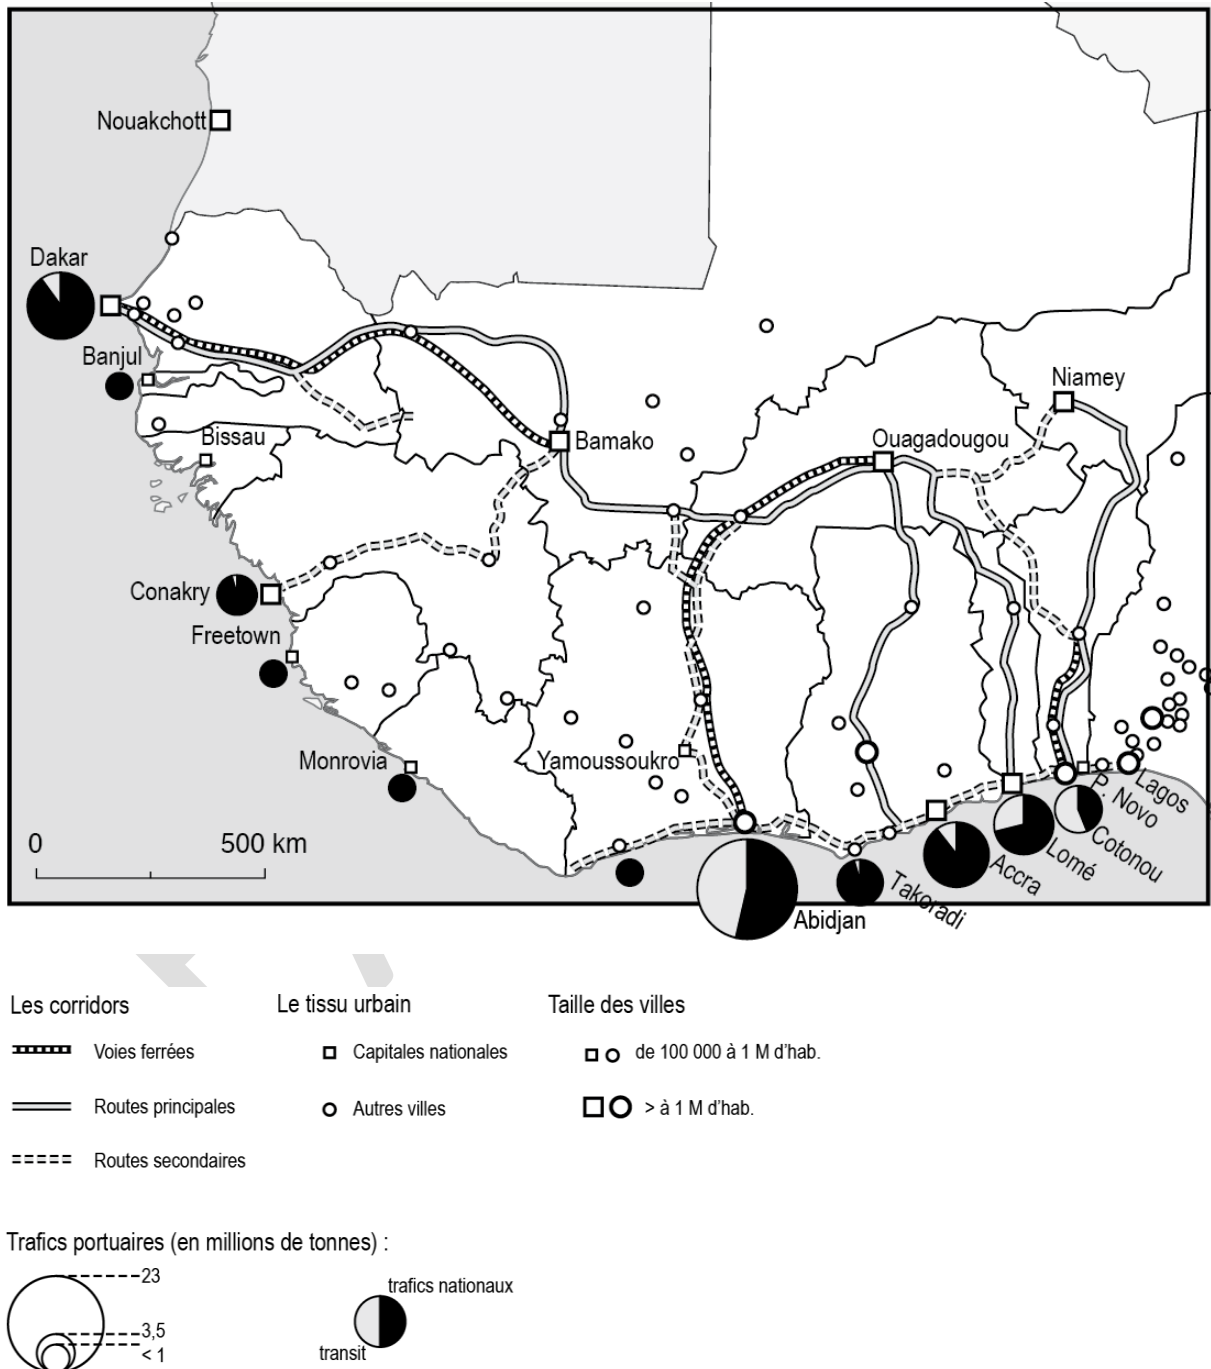 Nouakchott
Dakar
Banjul
Bissau
Bamako
Niamey
Ouagadougou
Conakry
Freetown
Monrovia
Yamoussoukro
Lagos
P. Novo
Cotonou
Lomé
Accra
Takoradi
Abidjan
0 500 km
Les corridors
Voies ferrées
Routes principales
Routes secondaires
Le tissu urbain
Capitales nationales
Autres villes
Taille des villes
de 100 000 à 1 M d'hab.
> à 1 M d'hab.
Trafics portuaires (en millions de tonnes) :
23
3,5
< 1
trafics nationaux
transit